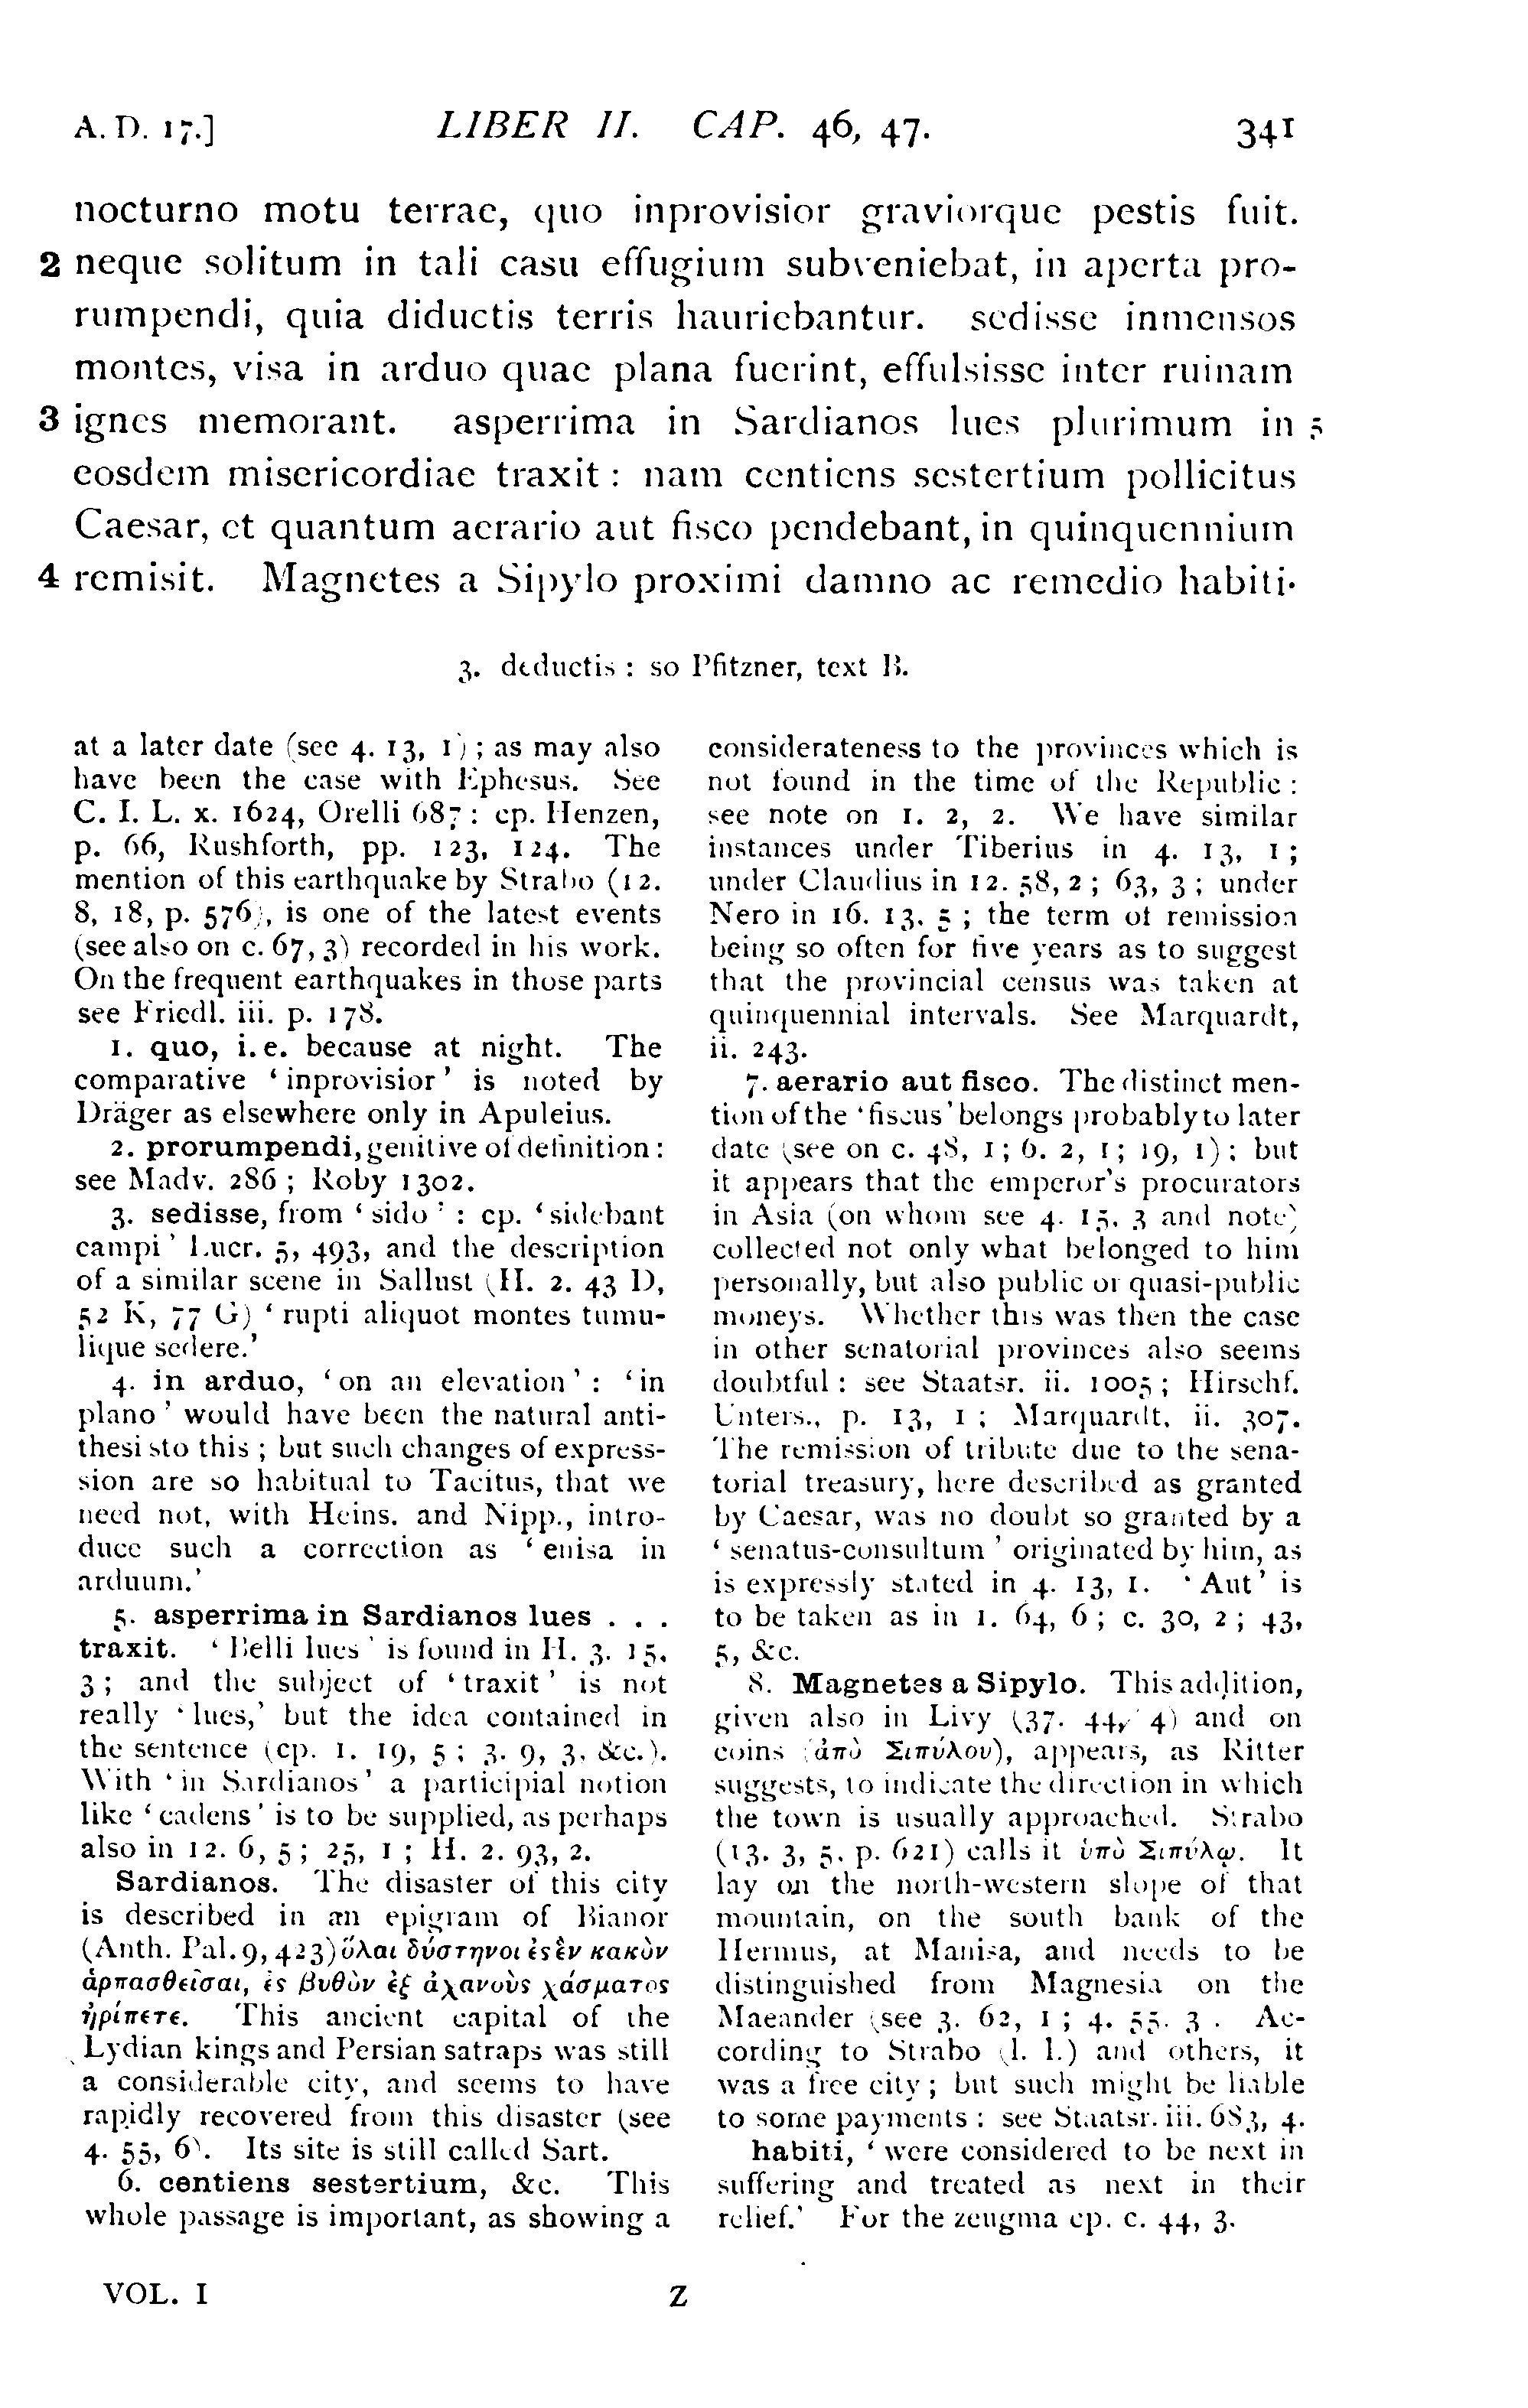 A. D. 17.] LIBER II. CAP. 46, 47. 341
nocturno motu terrae, quo inprovisior graviorque pestis fuit.
2 neque solitum in tali casu effugium subveniebat, in aperta pro-
rumpendi, quia diductis terris hauriebantur. sedisse inmensos
montes, visa in arduo quae plana fuerint, effulsisse inter ruinam
3 ignes memorant. asperrima in Sardianos lues plurimum in 5
eosdem misericordiae traxit : nam centiens sestertium pollicitus
Caesar, et quantum aerario aut fisco pendebant, in quinquennium
4 remisit. Magnetes a Sipylo proximi damno ac remedio habiti.
3. deductis : so Pfitzner, text B.
at a later date (see 4. 13, 1) ; as may also
have been the case with Ephesus. See
C. I. L. x. 1624, Orelli 687 : cp. Henzen,
p. 66, Rushforth, pp. 123, 124. The
mention of this earthquake by Strabo (12.
8, 18, p. 576), is one of the latest events
(see also on c. 67, 3) recorded in his work.
On the frequent earthquakes in those parts
see Friedl. iii. p. 178.
1. quo, i. e. because at night. The
comparative ‘ inprovisior ’ is noted by
Dräger as elsewhere only in Apuleius.
2. prorumpendi, genitive of definition :
see Madv. 286 ; Roby 1302.
3. sedisse, from ‘ sido ’ : cp. ‘ sidebant
campi ’ Lucr. 5, 493, and the description
of a similar scene in Sallust (H. 2. 43 D,
52 K, 77 G) ‘ rupti aliquot montes tumu-
lique sedere.’
4. in arduo, ‘ on an elevation ’ : ‘ in
plano ’ would have been the natural anti-
thesi sto this ; but such changes of express-
sion are so habitual to Tacitus, that we
need not, with Heins. and Nipp., intro-
duce such a correction as ‘ enisa in
arduum.’
5. asperrima in Sardianos lues . . .
traxit. ‘ Belli lues ’ is found in H. 3. 15,
3 ; and the subject of ‘ traxit ’ is not
really ‘ lues,’ but the idea contained in
the sentence (cp. 1. 19, 5 ; 3. 9, 3, &c.).
With ‘ in Sardianos ’ a participial notion
like ‘ cadens ’ is to be supplied, as perhaps
also in 12. 6, 5 ; 25, 1 ; H. 2. 93, 2.
Sardianos. The disaster of this city
is described in an epigram of Bianor
(Anth. Pal. 9, 423) ὔλαι δύστηνοι ἐς ἓν κακὸν
ἁρπασθεῖσαι, ἐς βυθὸν ἐξ ἀχανοῦς χάσματος
ἠρίπετε. This ancient capital of the
Lydian kings and Persian satraps was still
a considerable city, and seems to have
rapidly recovered from this disaster (see
4. 55, 6). Its site is still called Sart.
6. centiens sestertium, &c. This
whole passage is important, as showing a
considerateness to the provinces which is
not found in the time of the Republic :
see note on 1. 2, 2. We have similar
instances under Tiberius in 4. 13, 1 ;
under Claudius in 12. 58, 2 ; 63, 3 ; under
Nero in 16. 13, 5 ; the term of remission
being so often for five years as to suggest
that the provincial census was taken at
quinquennial intervals. See Marquardt,
ii. 243.
7. aerario aut fisco. The distinct men-
tion of the ‘ fiscus ’ belongs probably to later
date (see on c. 48, 1 ; 6. 2, 1 ; 19, 1) : but
it appears that the emperor’s procurators
in Asia (on whom see 4. 15, 3 and note)
collected not only what belonged to him
personally, but also public or quasi-public
moneys. Whether this was then the case
in other senatorial provinces also seems
doubtful : see Staatsr. ii. 1005 ; Hirschf.
Unters., p. 13, 1 ; Marquardt, ii. 307.
The remission of tribute due to the sena-
torial treasury, here described as granted
by Caesar, was no doubt so granted by a
‘ senatus-consultum ’ originated by him, as
is expressly stated in 4. 13, 1. ‘ Aut ’ is
to be taken as in 1. 64, 6 ; c. 30, 2 ; 43,
5, &c.
8. Magnetes a Sipylo. This addition,
given also in Livy (37. 44, 4) and on
coins (ἀπὸ Σιπύλου), appears, as Ritter
suggests, to indicate the direction in which
the town is usually approached. Strabo
(13. 3, 5, p. 621) calls it ὑπὸ Σιπύλῳ. It
lay on the north-western slope of that
mountain, on the south bank of the
Hermus, at Manisa, and needs to be
distinguished from Magnesia on the
Maeander (see 3. 62, 1 ; 4. 55, 3 . Ac-
cording to Strabo (l. l.) and others, it
was a free city ; but such might be liable
to some payments : see Staatsr. iii. 683, 4.
habiti, ‘ were considered to be next in
suffering and treated as next in their
relief.’ For the zeugma cp. c. 44, 3.
VOL. I Z